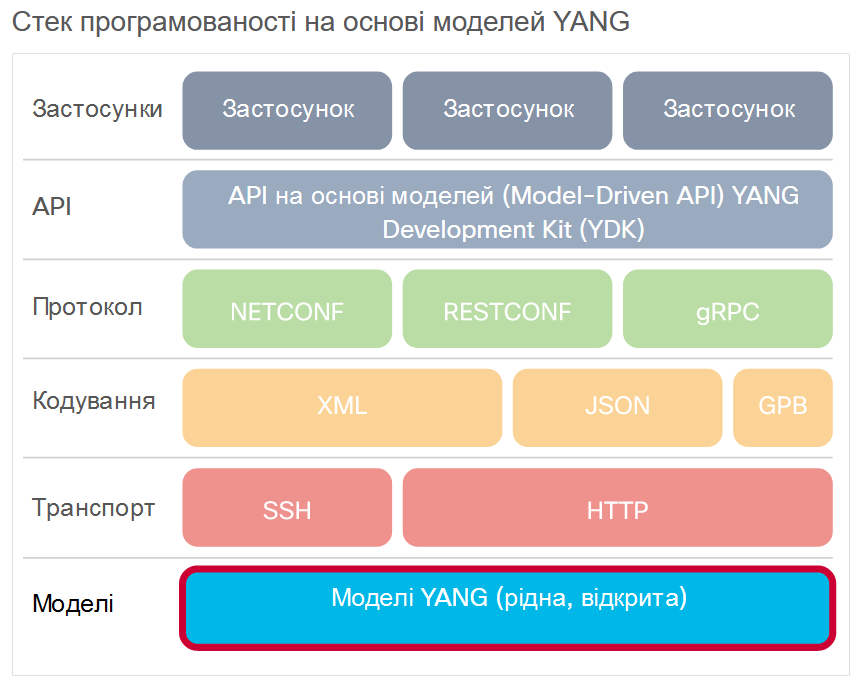 Стек програмованості на основі моделей YANG
Застосунки
Застосунок
Застосунок
Застосунок
API
API на основі моделей (Model-Driven API) YANG
Development Kit (YDK)
Протокол
NETCONF
RESTCONF
gRPC
Кодування
XML
JSON
GPB
Транспорт
SSH
HTTP
Моделі
Моделі YANG (рідна, відкрита)